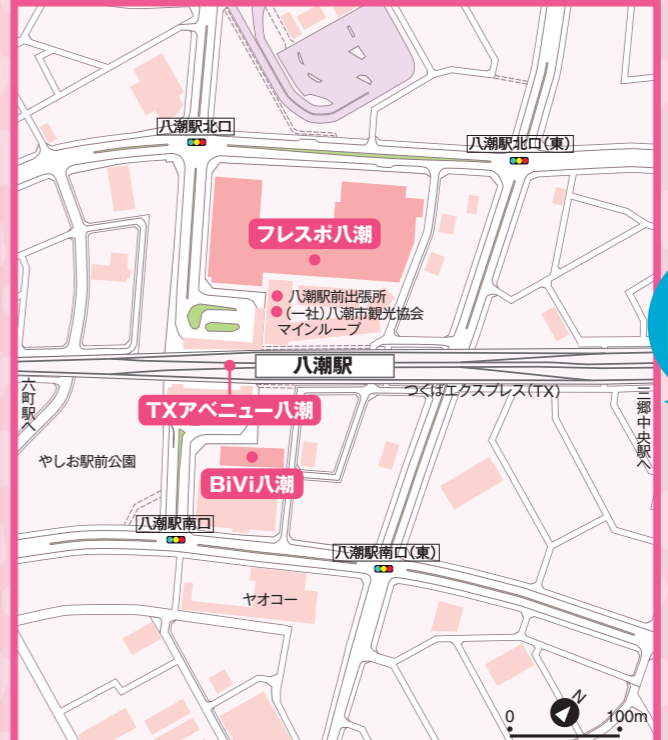 八潮駅北口
八潮駅北口(東)
フレスポ八潮
八潮駅前出張所
(一社)八潮市観光協会
マインループ
八潮駅
つくばエクスプレス(TX)
六町駅へ
三郷中央駅へ
TXアベニュー八潮
やしお駅前公園
BiVi八潮
八潮駅南口
八潮駅南口(東)
ヤオコー
N
0 100m